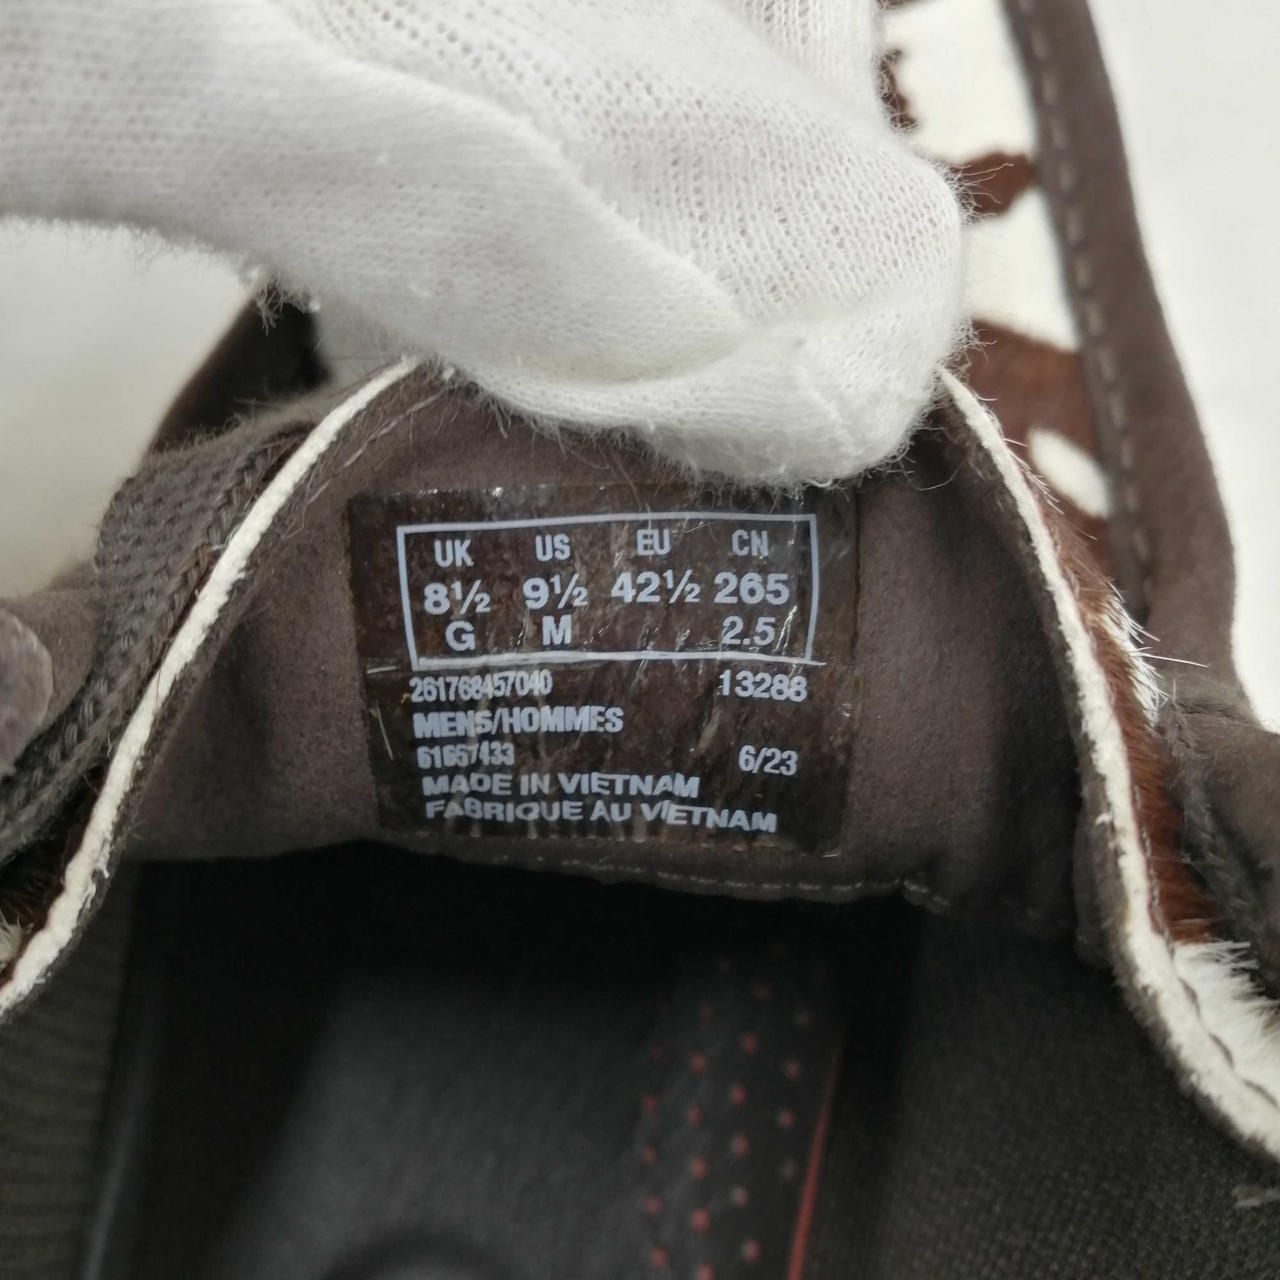 UK US EU CN
8½ 9½ 42½ 265
G M 2.5
261768457040 13288
MENS/HOMMES
61657433 6/23
MADE IN VIETNAM
FABRIQUE AU VIETNAM